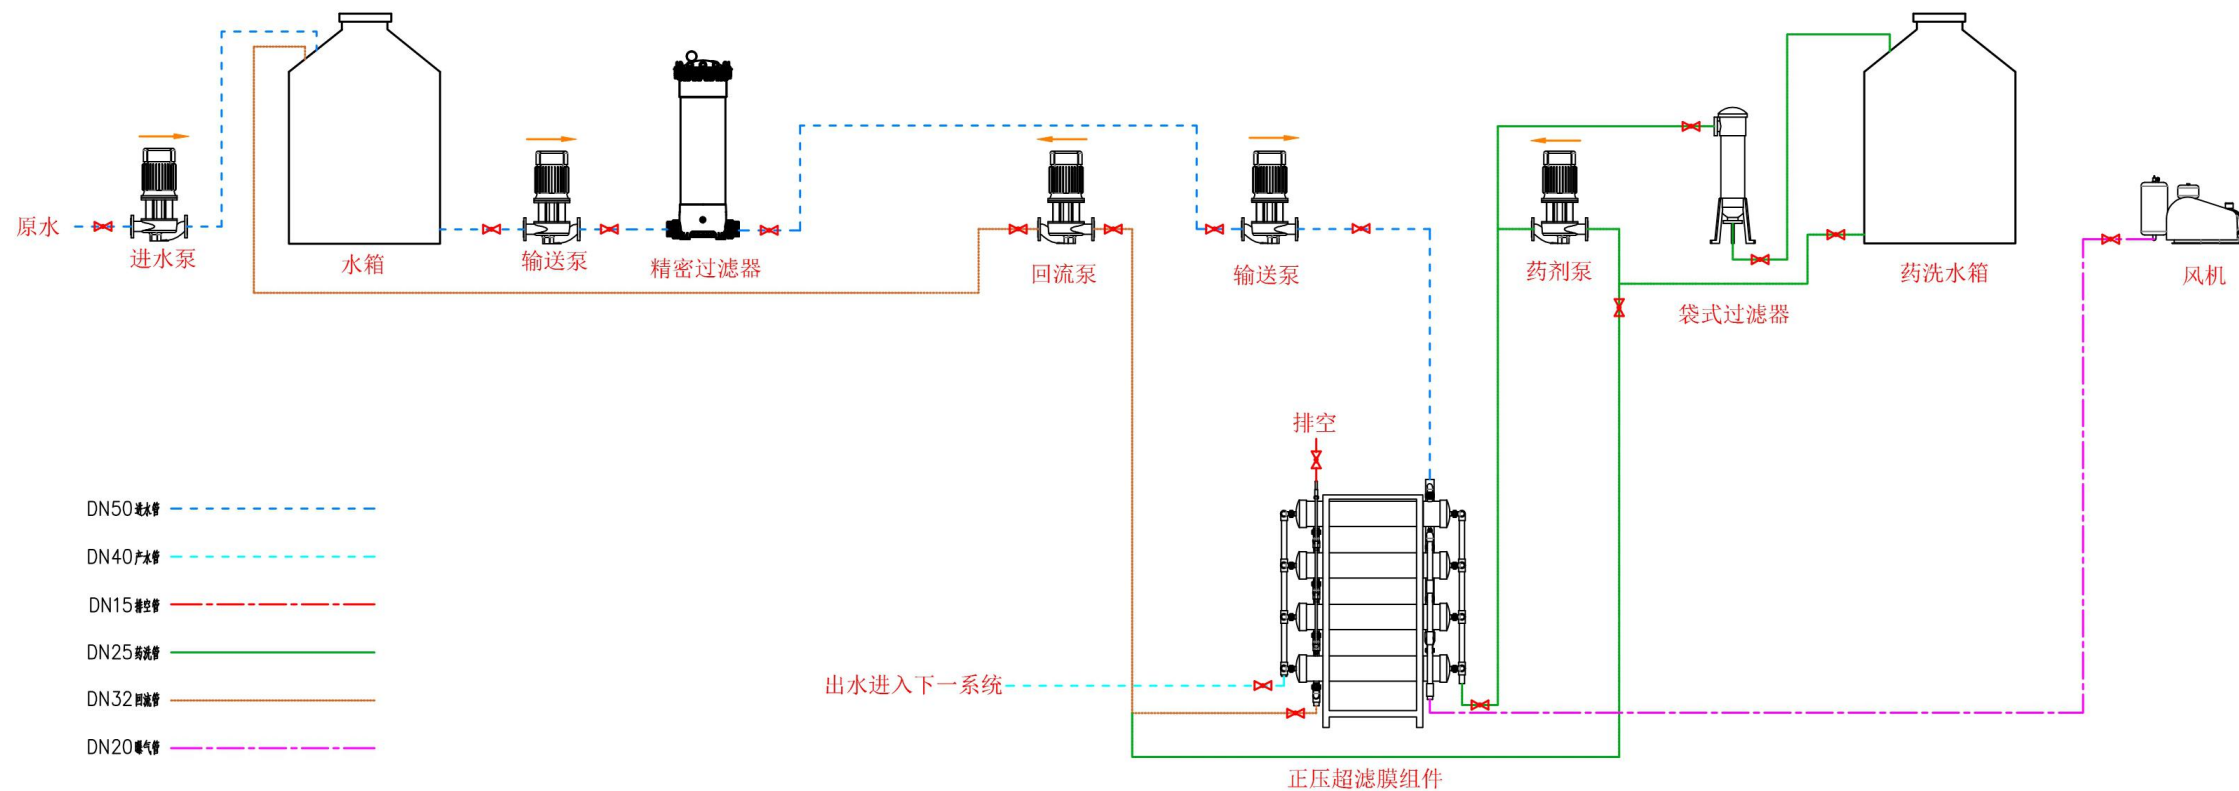 原水
进水泵
水箱
输送泵
精密过滤器
回流泵
输送泵
药剂泵
袋式过滤器
药洗水箱
风机
排空
DN50进水管
DN40产水管
DN15排空管
DN25药洗管
DN32回流管
DN20曝气管
出水进入下一系统
正压超滤膜组件